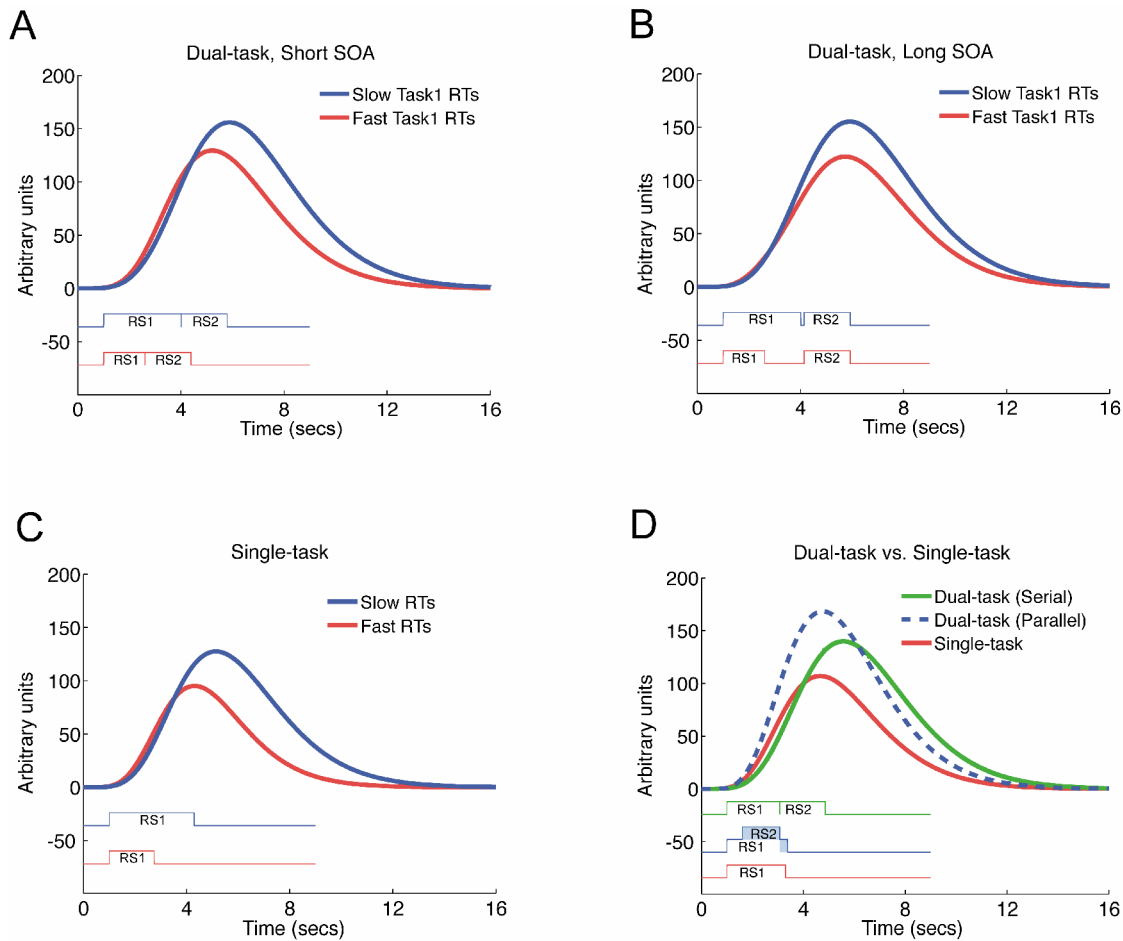 A
Dual-task, Short SOA
200
150
100
50
0
-50
Arbitrary units
Slow Task1 RTs
Fast Task1 RTs
RS1 RS2
RS1 RS2
0 4 8 12 16
Time (secs)
B
Dual-task, Long SOA
200
150
100
50
0
-50
Arbitrary units
Slow Task1 RTs
Fast Task1 RTs
RS1 RS2
RS1 RS2
0 4 8 12 16
Time (secs)
C
Single-task
200
150
100
50
0
-50
Arbitrary units
Slow RTs
Fast RTs
RS1
RS1
0 4 8 12 16
Time (secs)
D
Dual-task vs. Single-task
200
150
100
50
0
-50
Arbitrary units
Dual-task (Serial)
Dual-task (Parallel)
Single-task
RS1 RS2
RS2
RS1
RS1
0 4 8 12 16
Time (secs)